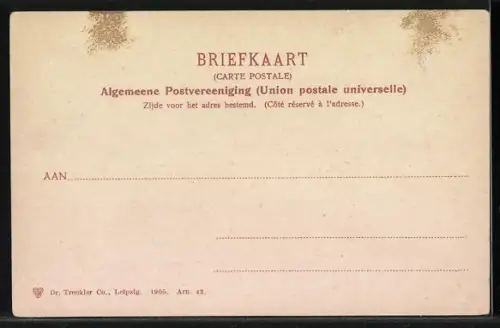 BRIEFKAART
(CARTE POSTALE)
Algemeene Postvereeniging (Union postale universelle)
Zijde voor het adres bestemd. (Côté réservé à l'adresse.)
AAN
Dr. Trenkler Co., Leipzig. 1905. Arn. 42.